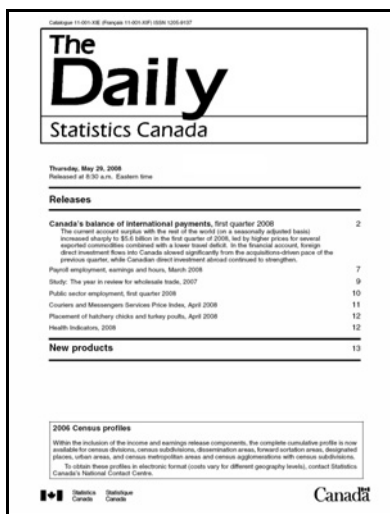 Catalogue 11-001-XIE (Français 11-001-XIF) ISSN 1205-9137
The
Daily
Statistics Canada
Thursday, May 29, 2008
Released at 8:30 a.m. Eastern time
Releases
Canada's balance of international payments, first quarter 2008 2
The current account surplus with the rest of the world (on a seasonally adjusted basis)
increased sharply to $5.6 billion in the first quarter of 2008, led by higher prices for several
exported commodities combined with a lower travel deficit. In the financial account, foreign
direct investment flows into Canada slowed significantly from the acquisitions-driven pace of the
previous quarter, while Canadian direct investment abroad continued to strengthen.
Payroll employment, earnings and hours, March 2008 7
Study: The year in review for wholesale trade, 2007 9
Public sector employment, first quarter 2008 10
Couriers and Messengers Services Price Index, April 2008 11
Placement of hatchery chicks and turkey poults, April 2008 12
Health Indicators, 2008 12
New products 13
2006 Census profiles
Within the inclusion of the income and earnings release components, the complete cumulative profile is now
available for census divisions, census subdivisions, dissemination areas, forward sortation areas, designated
places, urban areas, and census metropolitan areas and census agglomerations with census subdivisions.
To obtain these profiles in electronic format (costs vary for different geography levels), contact Statistics
Canada's National Contact Centre.
Statistics Statistique
Canada Canada
Canada